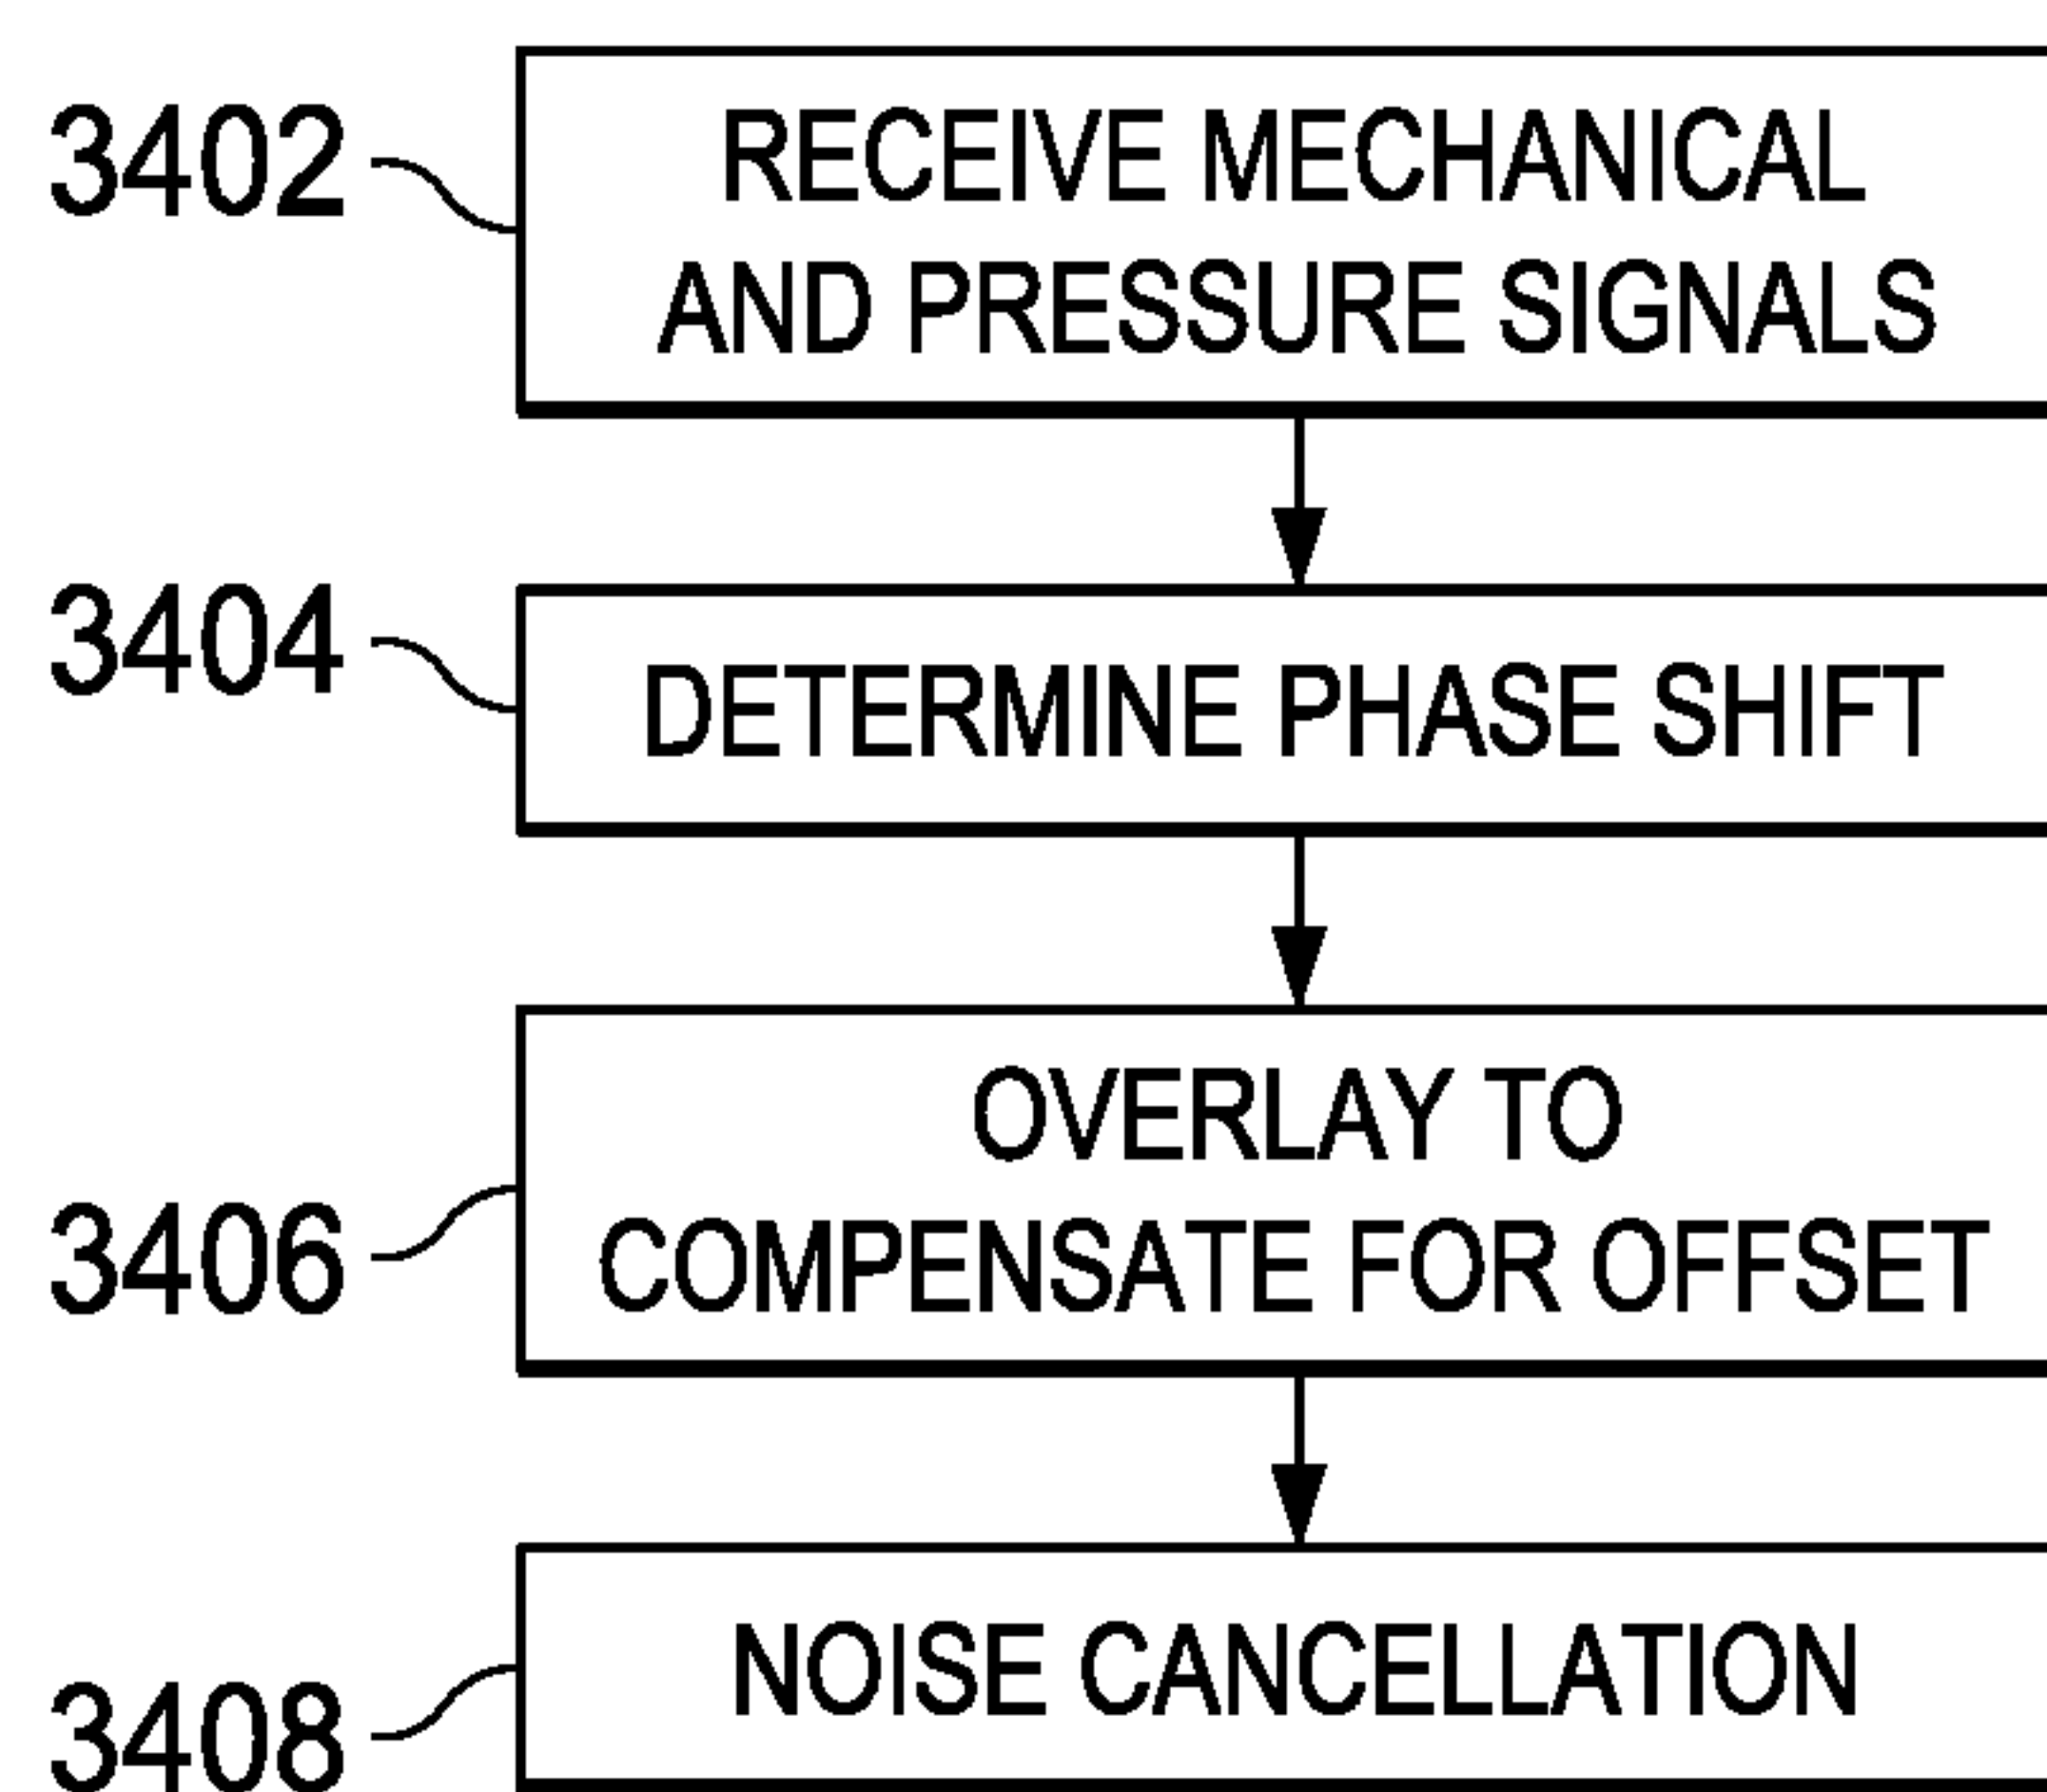 3402
RECEIVE MECHANICAL
AND PRESSURE SIGNALS
3404
DETERMINE PHASE SHIFT
OVERLAY TO
3406
COMPENSATE FOR OFFSET
NOISE CANCELLATION
3408